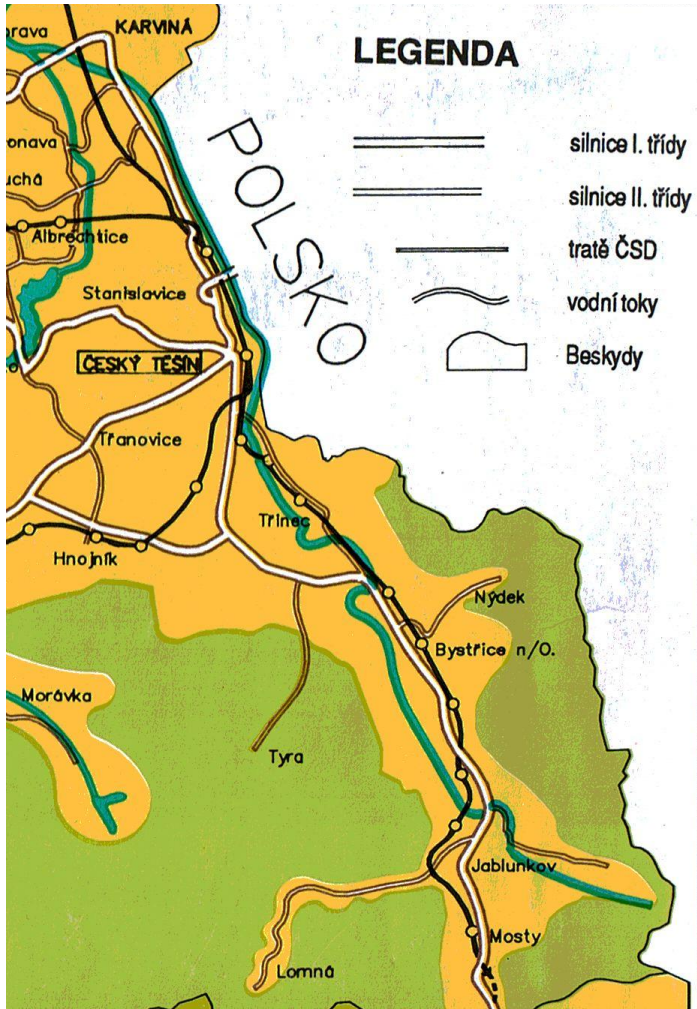 KARVINÁ
LEGENDA
POLSKO
silnice I. třídy
silnice II. třídy
tratě ČSD
vodní toky
Beskydy
Albrechtice
Stanislavice
ČESKÝ TĚŠÍN
Třanovice
Třinec
Hnojník
Nýdek
Bystřice n/O.
Morávka
Tyra
Jablunkov
Mosty
Lomná